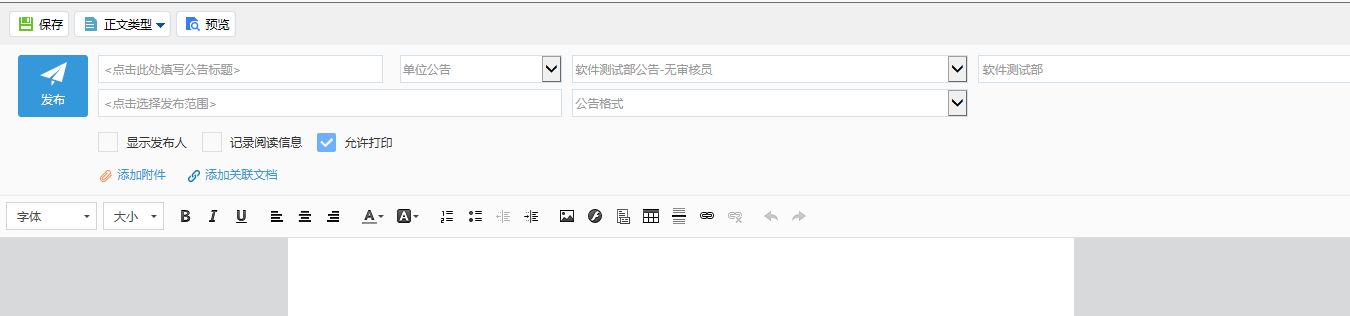 保存 正文类型 预览
发布 <点击此处填写公告标题> 单位公告 软件测试部公告-无审核员 软件测试部
<点击选择发布范围> 公告格式
显示发布人 记录阅读信息 允许打印
添加附件 添加关联文档
字体 大小 B I U A A